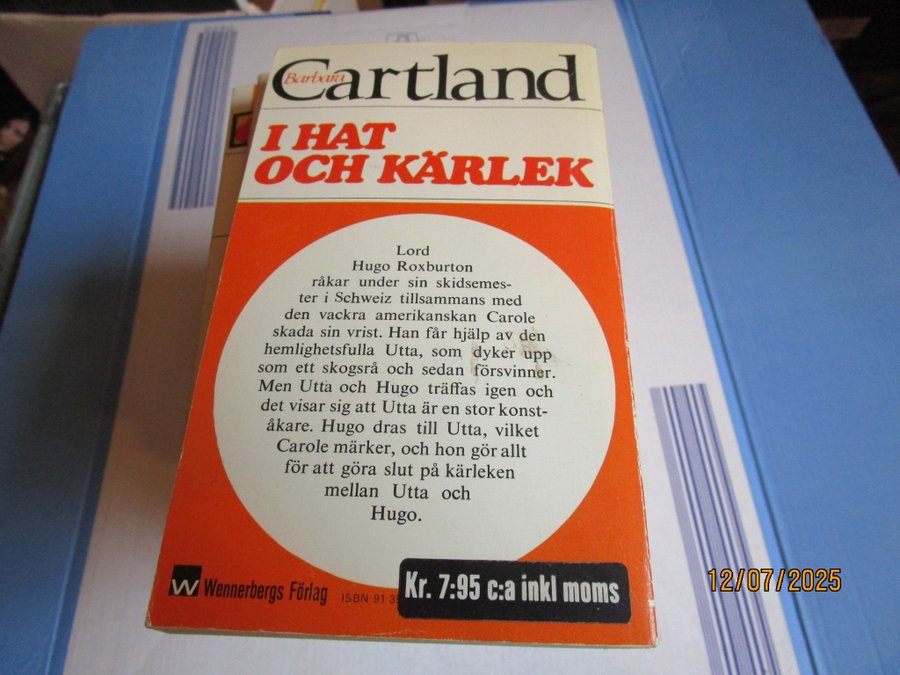 Barbara
Cartland
I HAT
OCH KÄRLEK
Lord
Hugo Roxburton
råkar under sin skidsemes-
ter i Schweiz tillsammans med
den vackra amerikanskan Carole
skada sin vrist. Han får hjälp av den
hemlighetsfulla Utta, som dyker upp
som ett skogsrå och sedan försvinner.
Men Utta och Hugo träffas igen och
det visar sig att Utta är en stor konst-
åkare. Hugo dras till Utta, vilket
Carole märker, och hon gör allt
för att göra slut på kärleken
mellan Utta och
Hugo.
W Wennerbergs Förlag
ISBN 91
Kr. 7:95 c:a inkl moms
12/07/2025